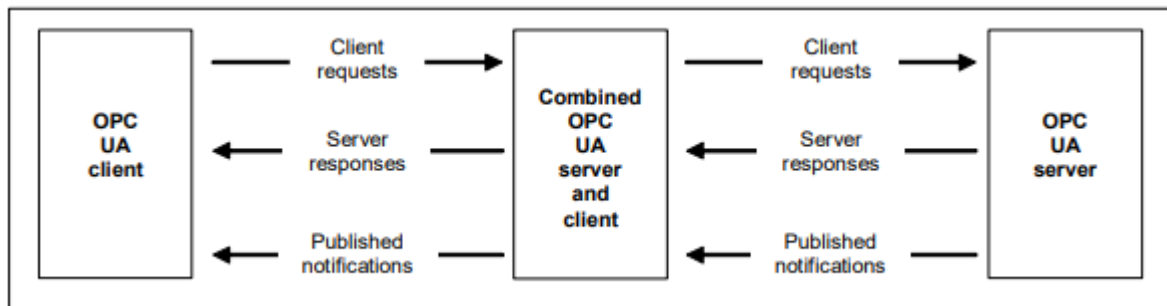 OPC
UA
client
Client
requests
Server
responses
Published
notifications
Combined
OPC
UA
server
and
client
Client
requests
Server
responses
Published
notifications
OPC
UA
server